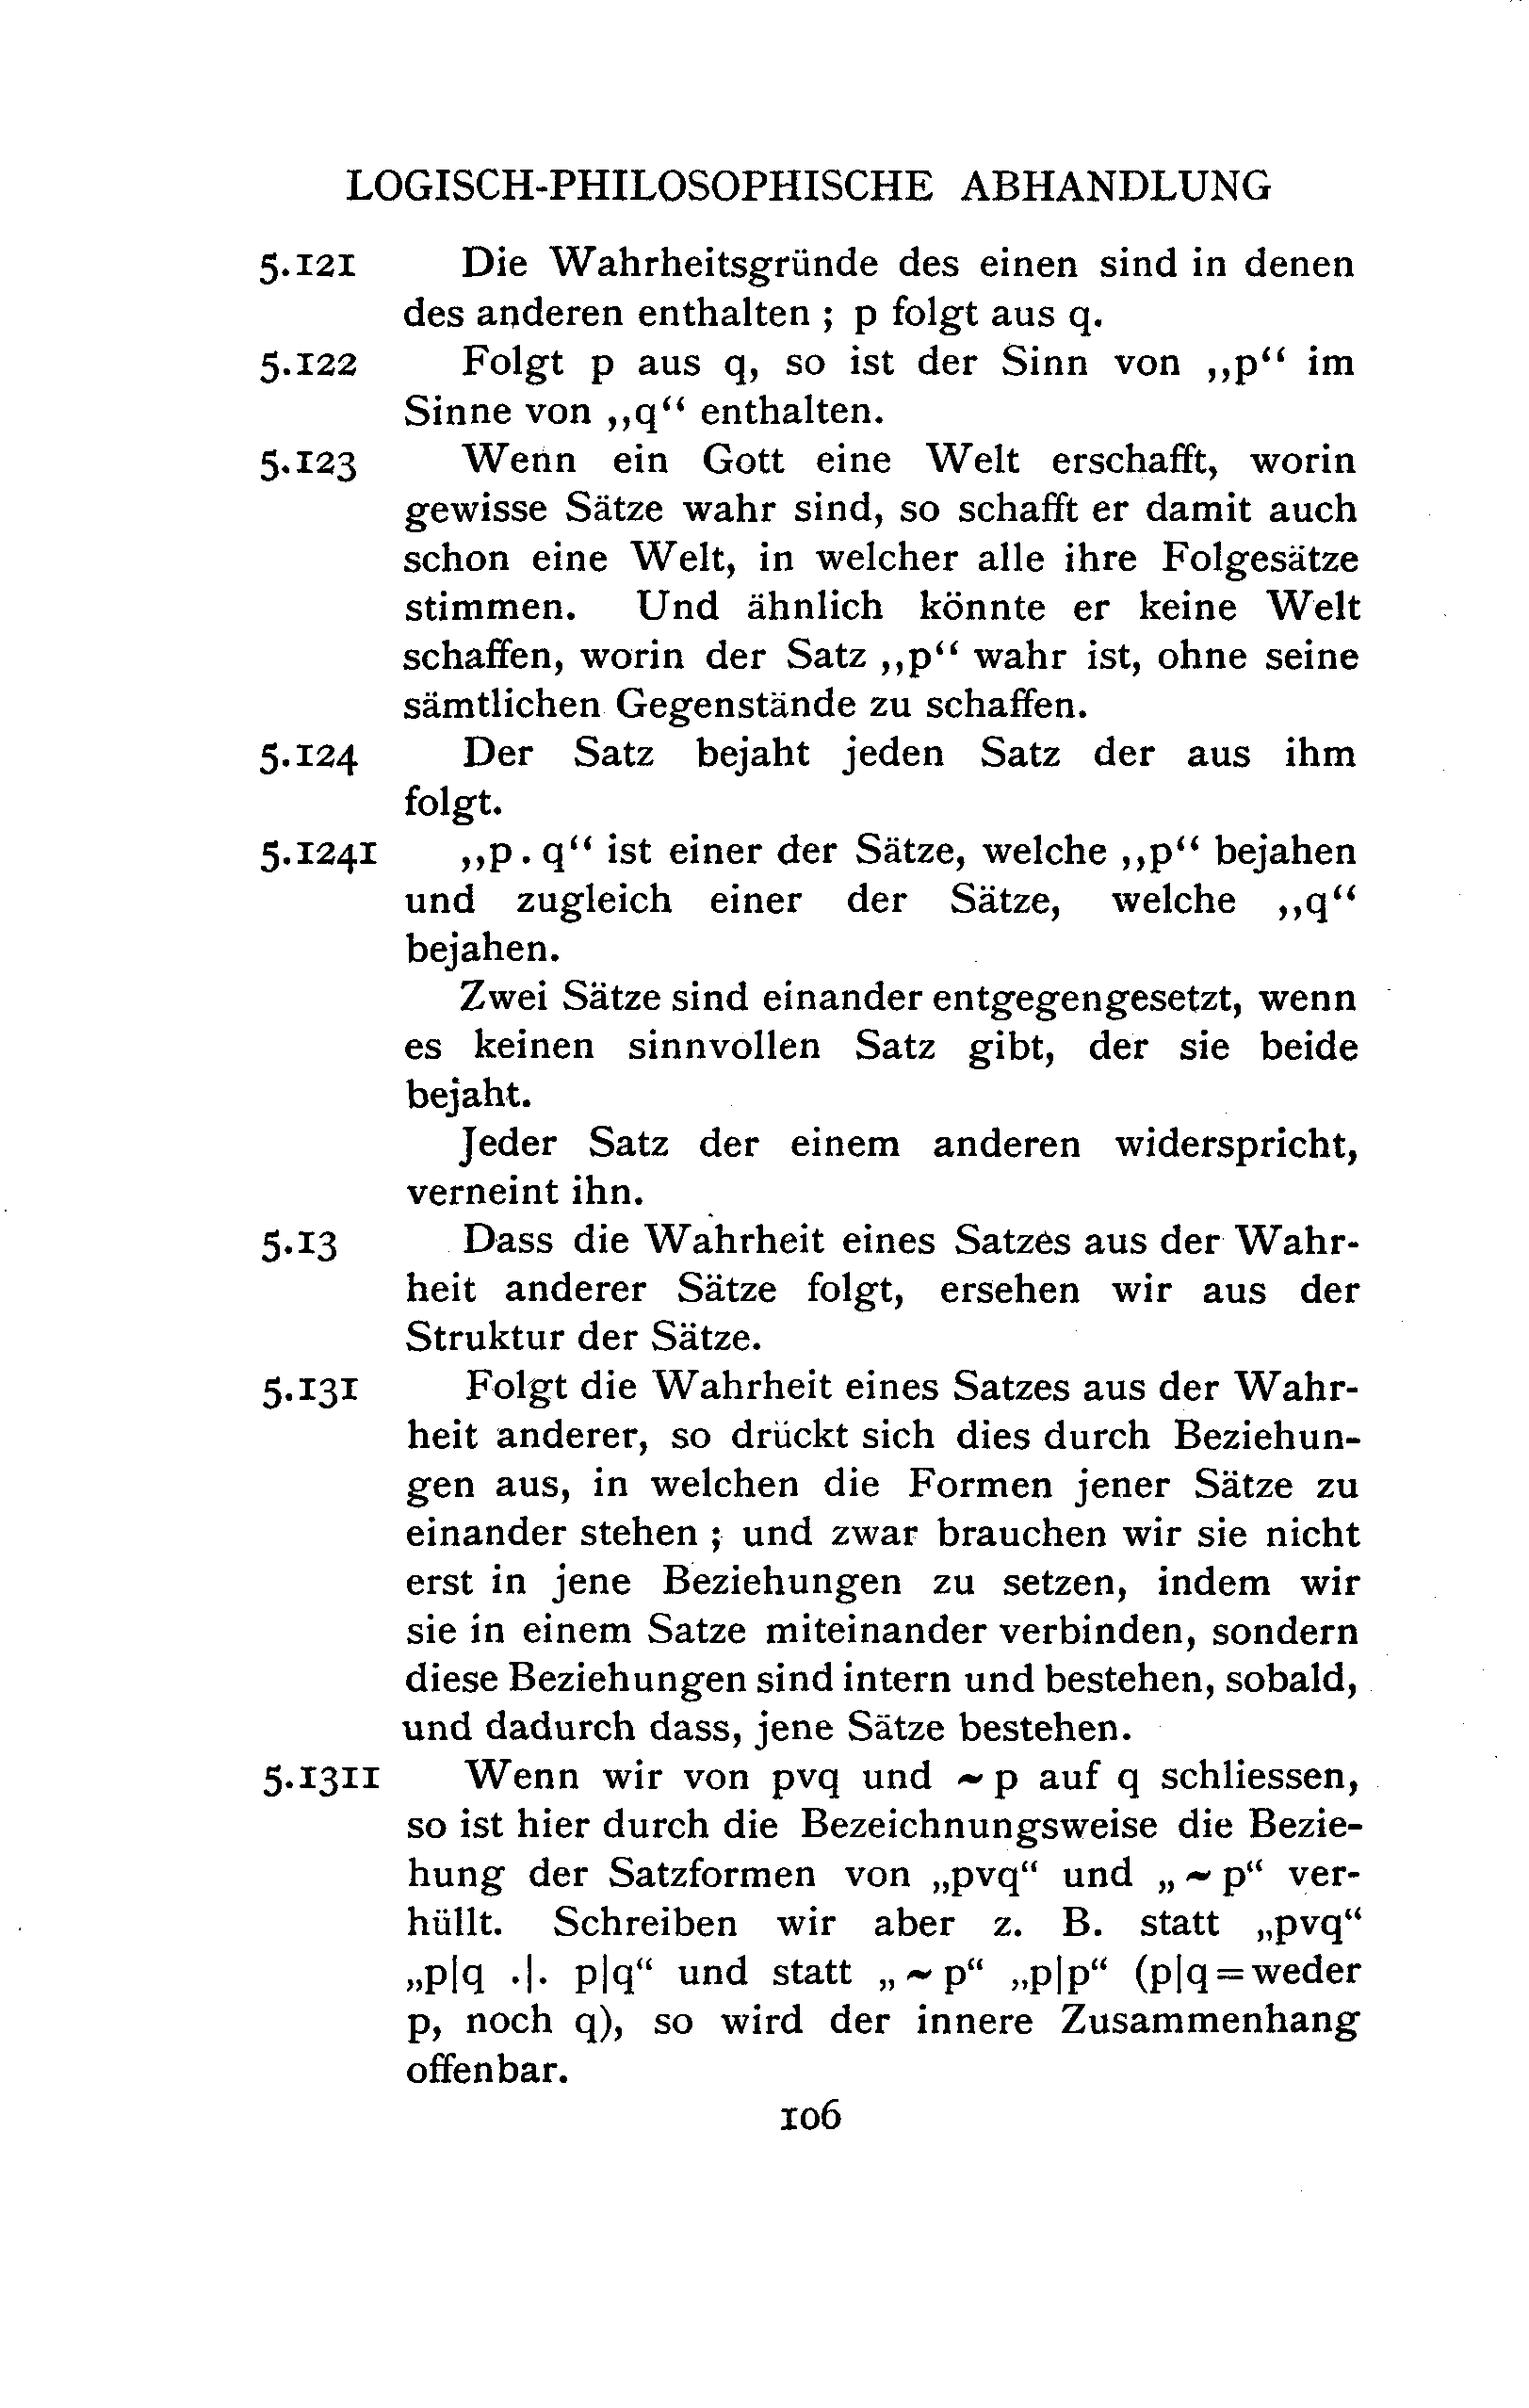 LOGISCH-PHILOSOPHISCHE ABHANDLUNG
5.121 Die Wahrheitsgründe des einen sind in denen
des anderen enthalten ; p folgt aus q.
5.122 Folgt p aus q, so ist der Sinn von ,,p“ im
Sinne von ,,q“ enthalten.
5.123 Wenn ein Gott eine Welt erschafft, worin
gewisse Sätze wahr sind, so schafft er damit auch
schon eine Welt, in welcher alle ihre Folgesätze
stimmen. Und ähnlich könnte er keine Welt
schaffen, worin der Satz ,,p“ wahr ist, ohne seine
sämtlichen Gegenstände zu schaffen.
5.124 Der Satz bejaht jeden Satz der aus ihm
folgt.
5.1241 ,,p . q“ ist einer der Sätze, welche ,,p“ bejahen
und zugleich einer der Sätze, welche ,,q“
bejahen.
Zwei Sätze sind einander entgegengesetzt, wenn
es keinen sinnvollen Satz gibt, der sie beide
bejaht.
Jeder Satz der einem anderen widerspricht,
verneint ihn.
5.13 Dass die Wahrheit eines Satzes aus der Wahr-
heit anderer Sätze folgt, ersehen wir aus der
Struktur der Sätze.
5.131 Folgt die Wahrheit eines Satzes aus der Wahr-
heit anderer, so drückt sich dies durch Beziehun-
gen aus, in welchen die Formen jener Sätze zu
einander stehen ; und zwar brauchen wir sie nicht
erst in jene Beziehungen zu setzen, indem wir
sie in einem Satze miteinander verbinden, sondern
diese Beziehungen sind intern und bestehen, sobald,
und dadurch dass, jene Sätze bestehen.
5.1311 Wenn wir von pvq und ~ p auf q schliessen,
so ist hier durch die Bezeichnungsweise die Bezie-
hung der Satzformen von „pvq“ und „ ~ p“ ver-
hüllt. Schreiben wir aber z. B. statt „pvq“
„p|q .|. p|q“ und statt „ ~ p“ „p|p“ (p|q = weder
p, noch q), so wird der innere Zusammenhang
offenbar.
106